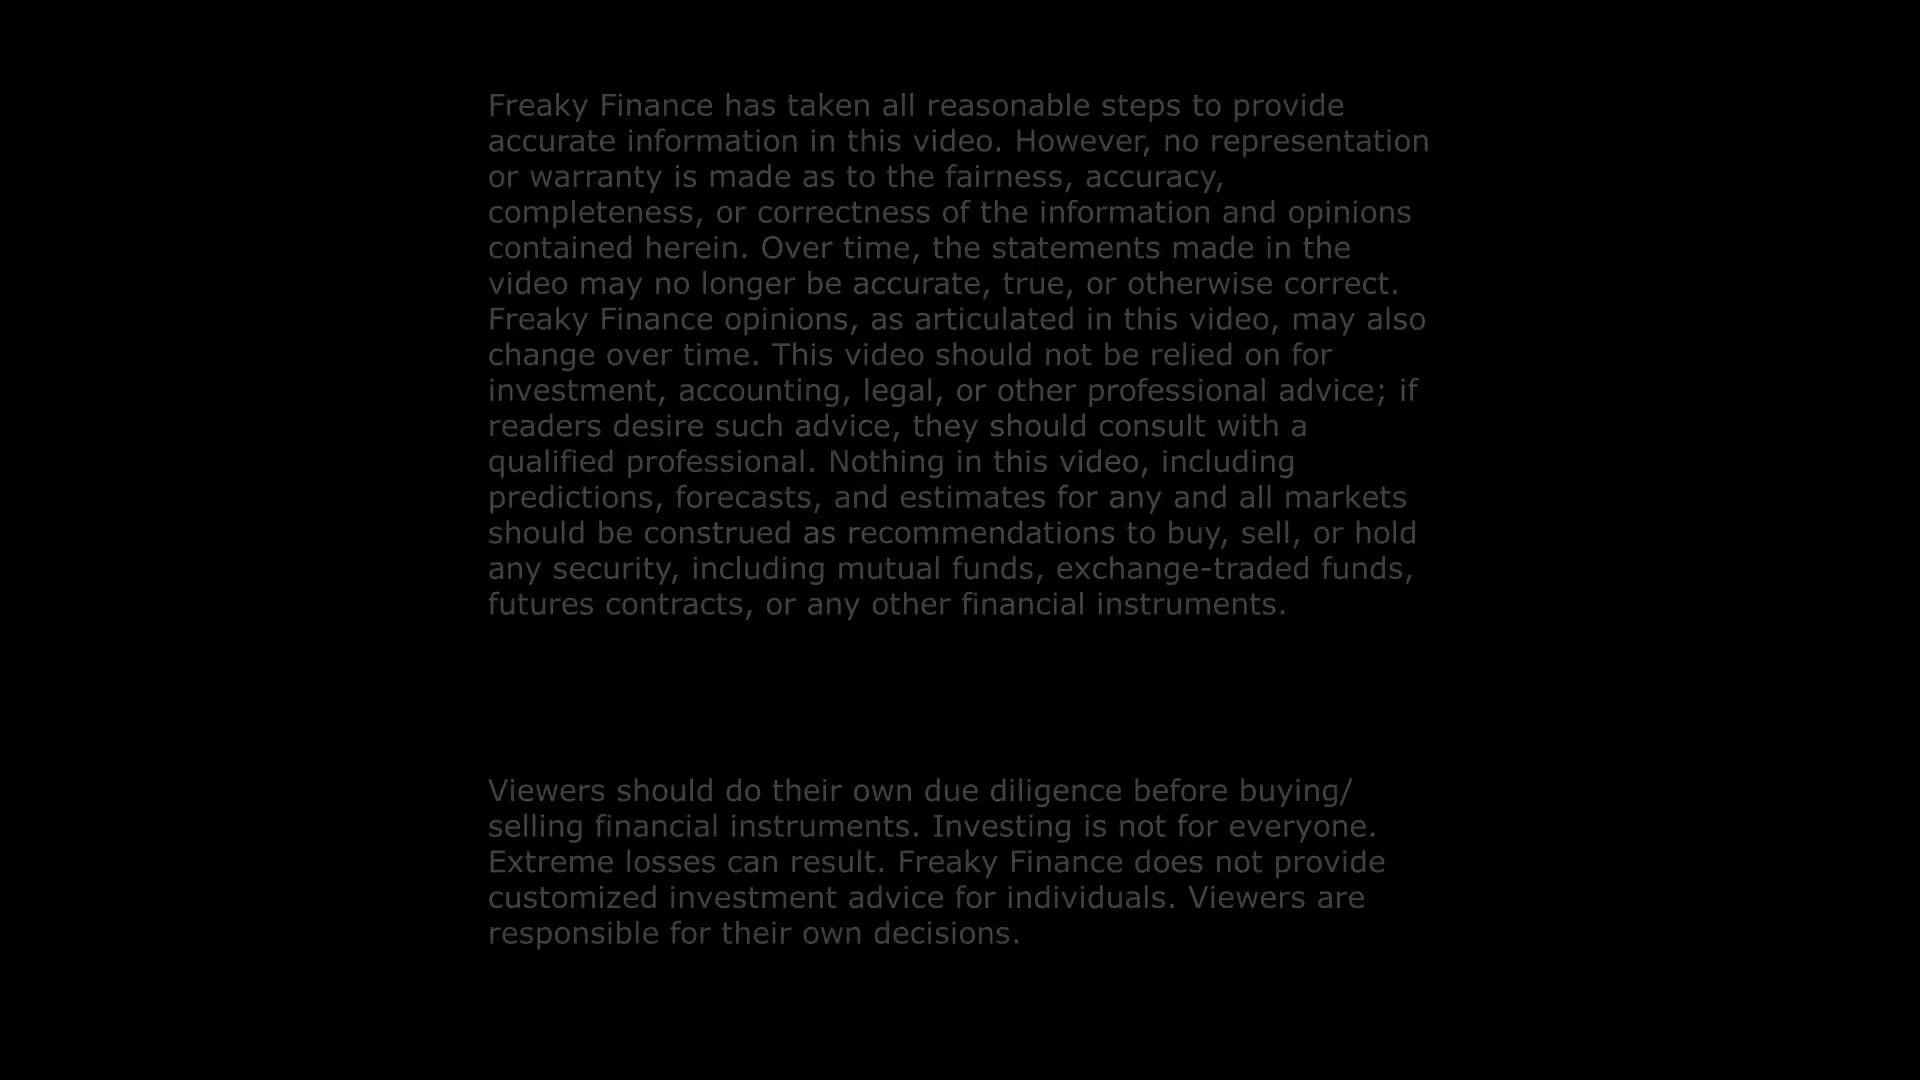 Freaky Finance has taken all reasonable steps to provide
accurate information in this video. However, no representation
or warranty is made as to the fairness, accuracy,
completeness, or correctness of the information and opinions
contained herein. Over time, the statements made in the
video may no longer be accurate, true, or otherwise correct.
Freaky Finance opinions, as articulated in this video, may also
change over time. This video should not be relied on for
investment, accounting, legal, or other professional advice; if
readers desire such advice, they should consult with a
qualified professional. Nothing in this video, including
predictions, forecasts, and estimates for any and all markets
should be construed as recommendations to buy, sell, or hold
any security, including mutual funds, exchange-traded funds,
futures contracts, or any other financial instruments.
Viewers should do their own due diligence before buying/
selling financial instruments. Investing is not for everyone.
Extreme losses can result. Freaky Finance does not provide
customized investment advice for individuals. Viewers are
responsible for their own decisions.